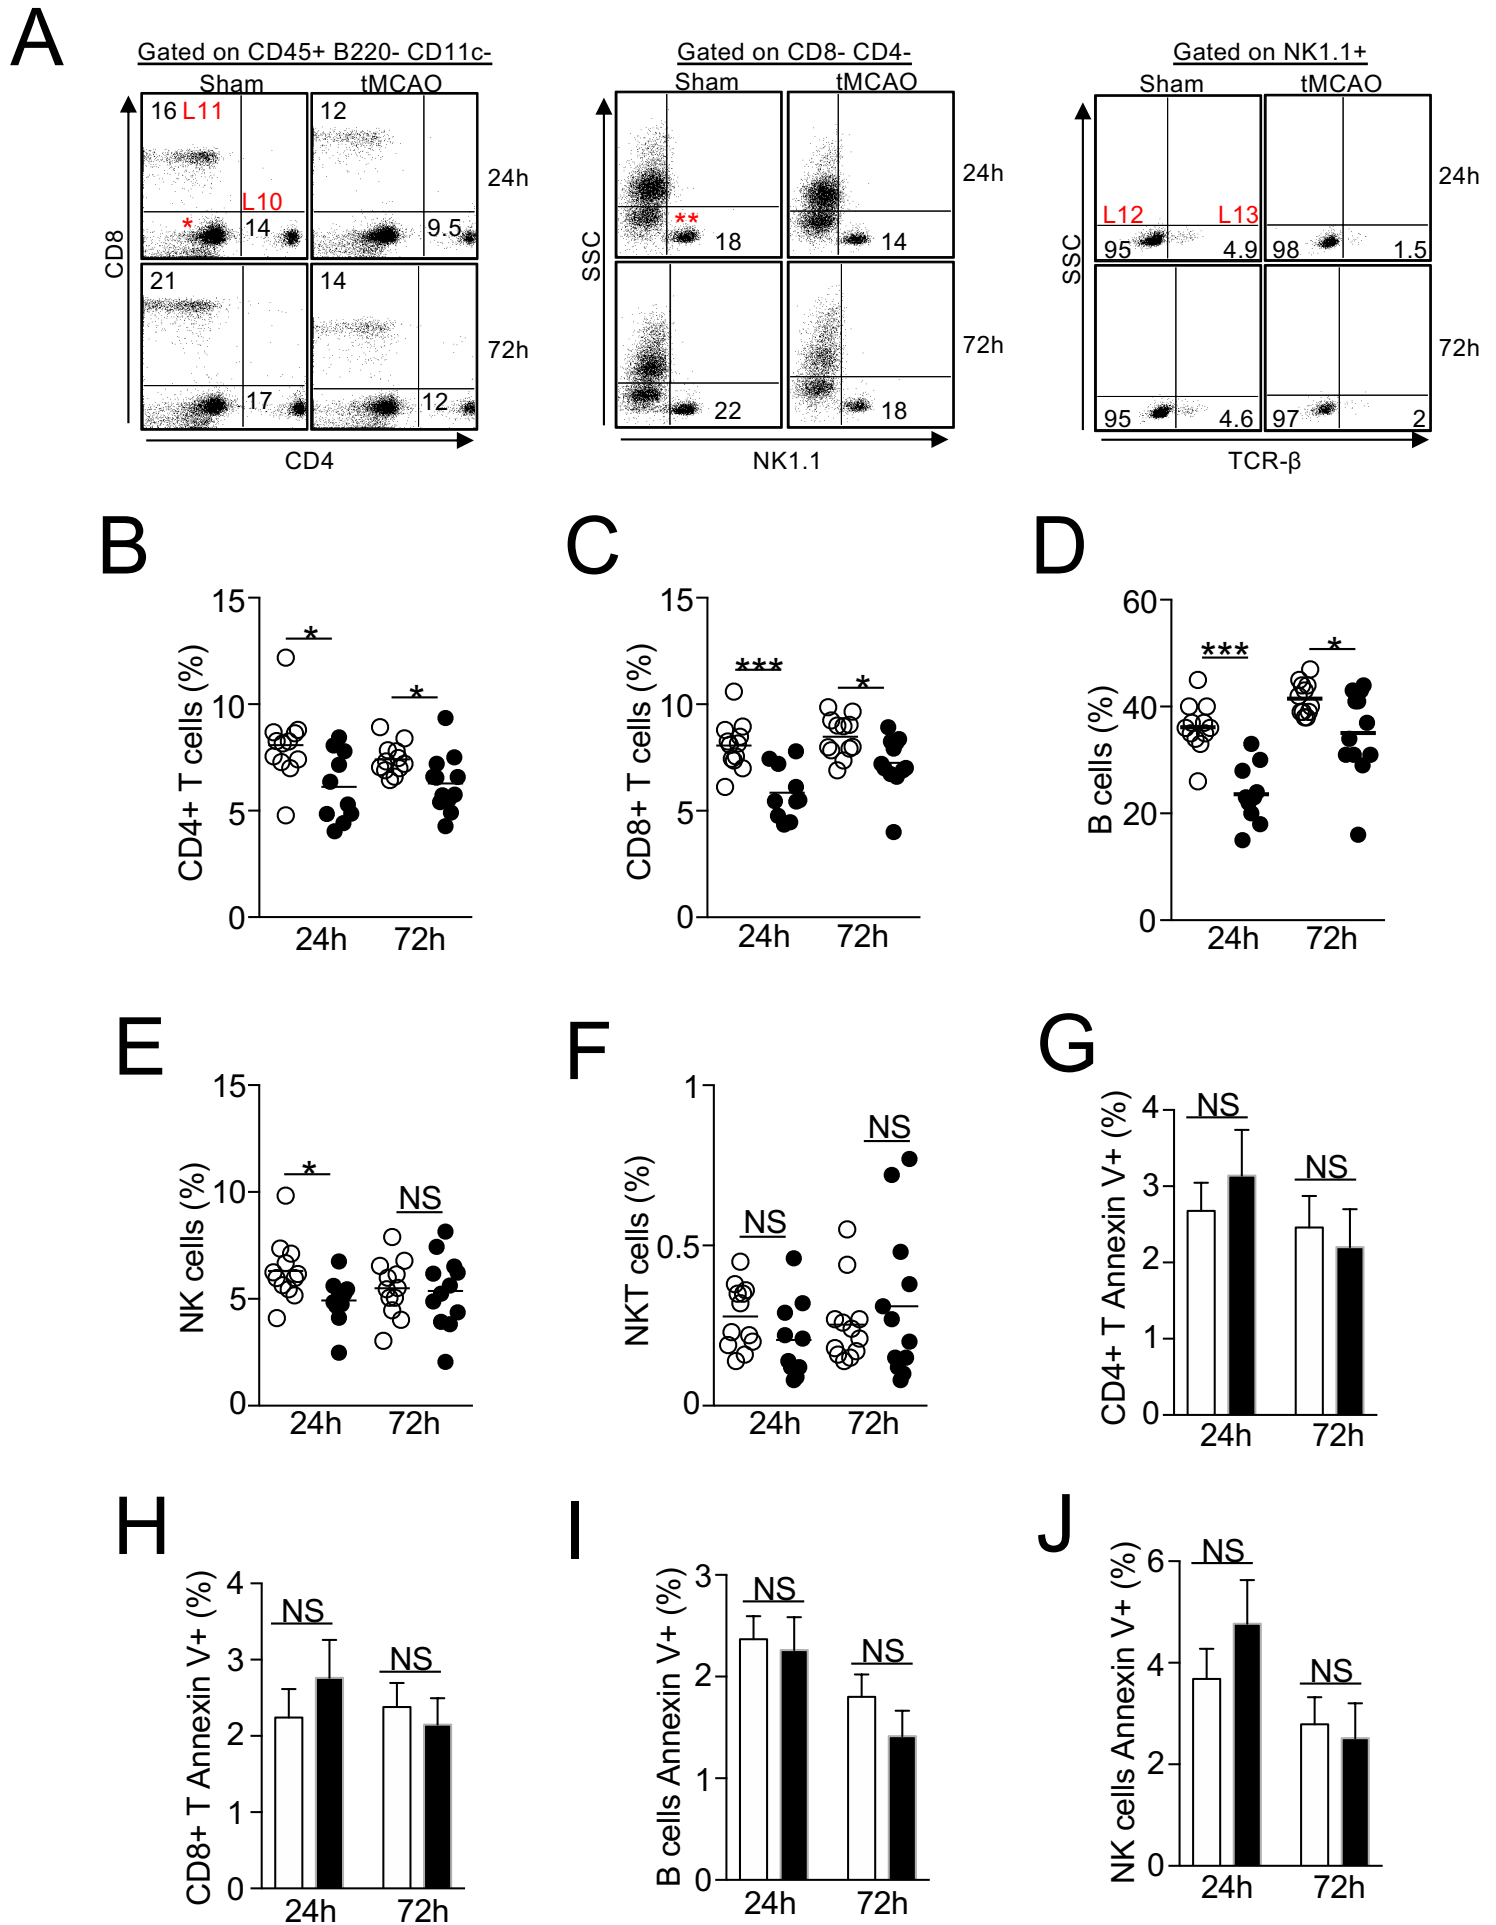 A
Gated on CD45+ B220- CD11c-
Sham tMCAO
16 L11 12
L10
* 14 9.5
24h
21 14
17 12
72h
CD8
CD4
Gated on CD8- CD4-
Sham tMCAO
**
18 14
24h
22 18
72h
SSC
NK1.1
Gated on NK1.1+
Sham tMCAO
L12 L13
95 4.9 98 1.5
24h
95 4.6 97 2
72h
SSC
TCR-β
B
CD4+ T cells (%)
15
10
5
0
*
*
24h 72h
C
CD8+ T cells (%)
15
10
5
0
***
*
24h 72h
D
B cells (%)
60
40
20
0
***
*
24h 72h
E
NK cells (%)
15
10
5
0
*
NS
24h 72h
F
NKT cells (%)
1
0.5
0
NS
NS
24h 72h
G
CD4+ T Annexin V+ (%)
4
3
2
1
0
NS
NS
24h 72h
H
CD8+ T Annexin V+ (%)
4
3
2
1
0
NS
NS
24h 72h
I
B cells Annexin V+ (%)
3
2
1
0
NS
NS
24h 72h
J
NK cells Annexin V+ (%)
6
4
2
0
NS
NS
24h 72h